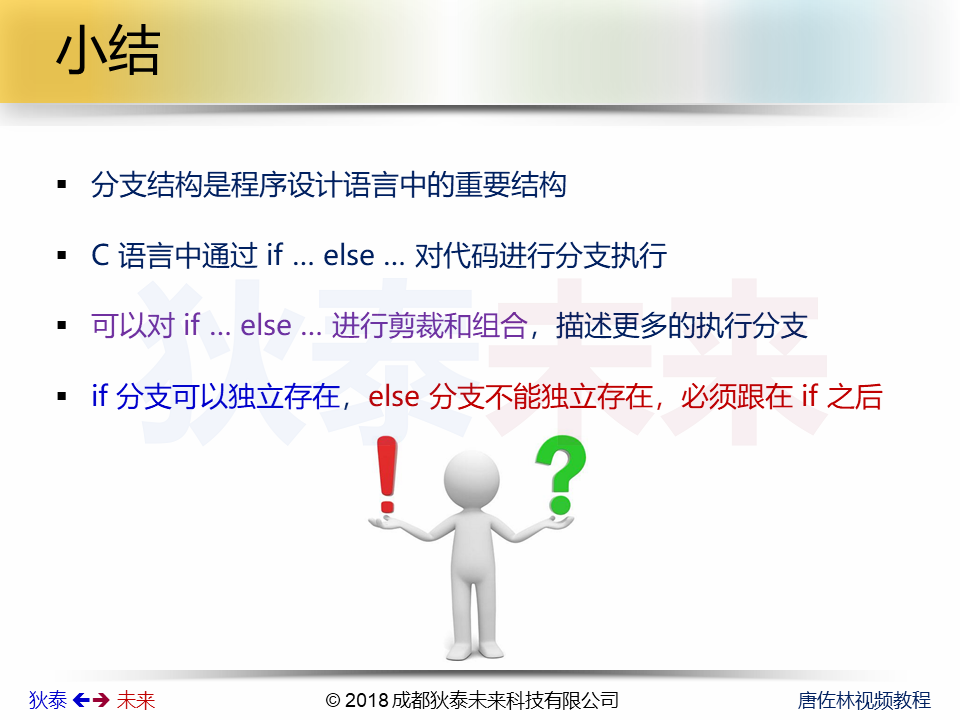 小结
分支结构是程序设计语言中的重要结构
C 语言中通过 if ... else ... 对代码进行分支执行
可以对 if ... else ... 进行剪裁和组合，描述更多的执行分支
if 分支可以独立存在，else 分支不能独立存在，必须跟在 if 之后
狄泰未来
! ?
狄泰 🡸🡺 未来
© 2018 成都狄泰未来科技有限公司
唐佐林视频教程